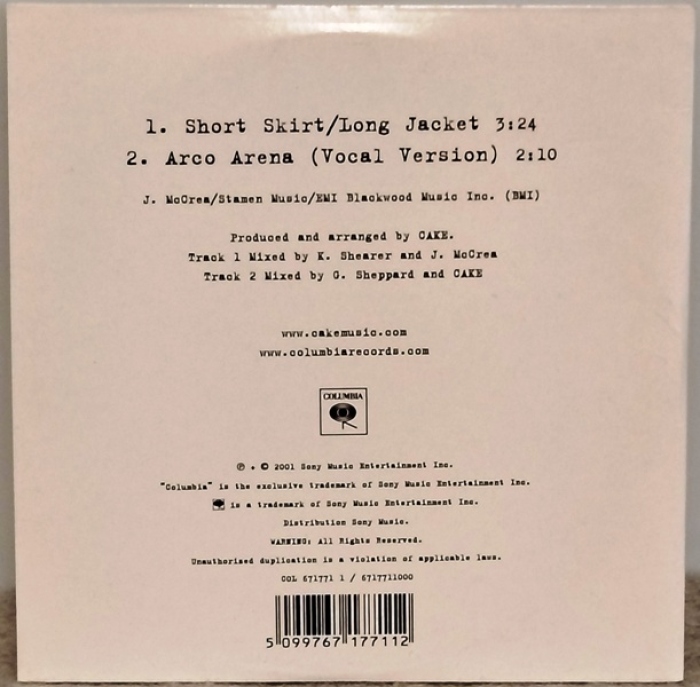 1. Short Skirt/Long Jacket 3:24
2. Arco Arena (Vocal Version) 2:10
J. McCrea/Stamen Music/EMI Blackwood Music Inc. (BMI)
Produced and arranged by CAKE.
Track 1 Mixed by K. Shearer and J. McCrea
Track 2 Mixed by G. Sheppard and CAKE
www.cakemusic.com
www.columbiarecords.com
COLUMBIA
℗ + © 2001 Sony Music Entertainment Inc.
"Columbia" is the exclusive trademark of Sony Music Entertainment Inc.
is a trademark of Sony Music Entertainment Inc.
Distribution Sony Music.
WARNING: All Rights Reserved.
Unauthorized duplication is a violation of applicable laws.
COL 671771 1 / 6717711000
5 099767 177112